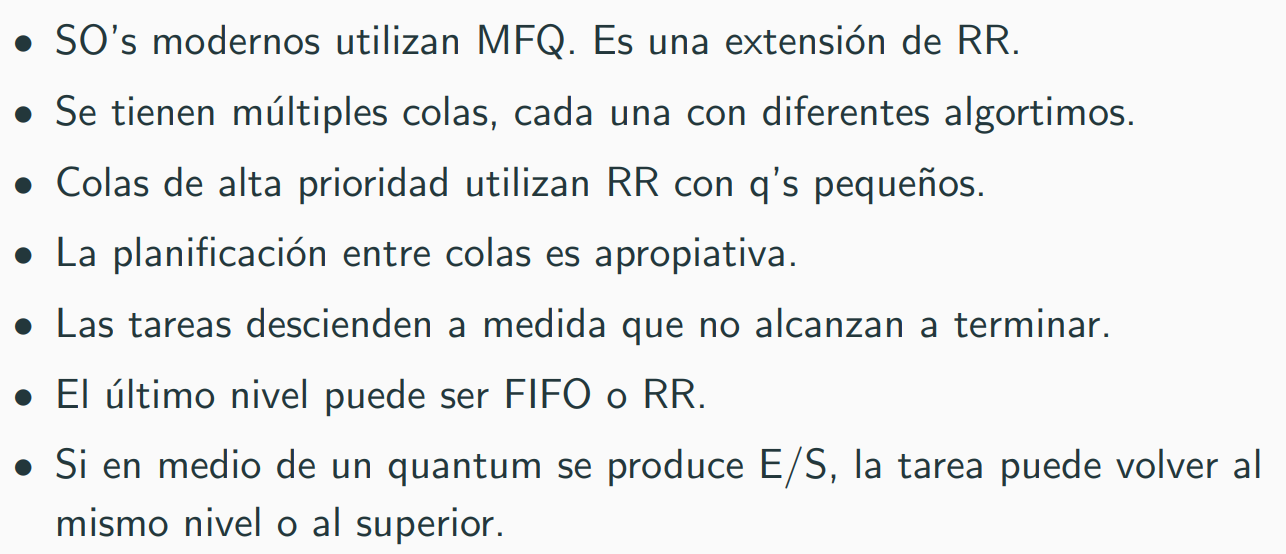 • SO's modernos utilizan MFQ. Es una extensión de RR.
• Se tienen múltiples colas, cada una con diferentes algortimos.
• Colas de alta prioridad utilizan RR con q's pequeños.
• La planificación entre colas es apropiativa.
• Las tareas descienden a medida que no alcanzan a terminar.
• El último nivel puede ser FIFO o RR.
• Si en medio de un quantum se produce E/S, la tarea puede volver al
mismo nivel o al superior.